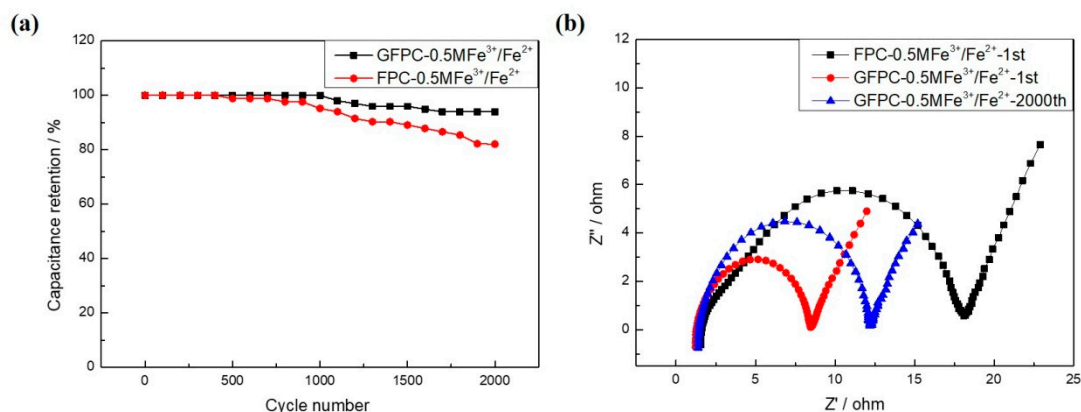 (a)
120
100
80
60
40
20
0
Capacitance retention / %
GFPC-0.5MFe³⁺/Fe²⁺
FPC-0.5MFe³⁺/Fe²⁺
0 500 1000 1500 2000
Cycle number
(b)
12
10
8
6
4
2
0
Z'' / ohm
FPC-0.5MFe³⁺/Fe²⁺-1st
GFPC-0.5MFe³⁺/Fe²⁺-1st
GFPC-0.5MFe³⁺/Fe²⁺-2000th
0 5 10 15 20 25
Z' / ohm